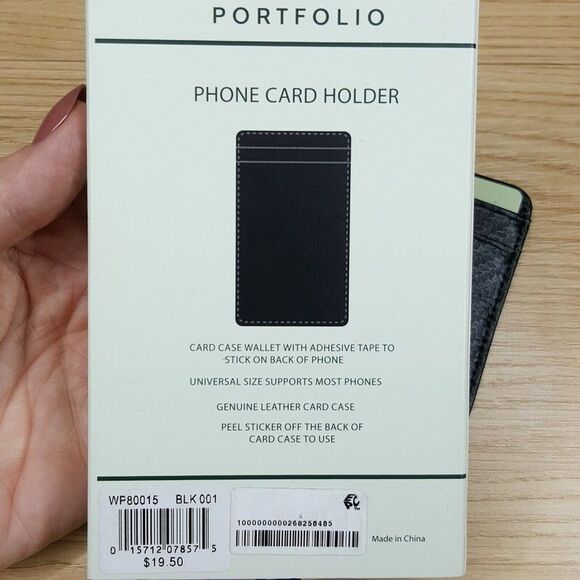 PORTFOLIO
PHONE CARD HOLDER
CARD CASE WALLET WITH ADHESIVE TAPE TO
STICK ON BACK OF PHONE
UNIVERSAL SIZE SUPPORTS MOST PHONES
GENUINE LEATHER CARD CASE
PEEL STICKER OFF THE BACK OF
CARD CASE TO USE
WP80015 BLK 001
0 15712 07857 5
$19.50
1000000000268258485
Made in China